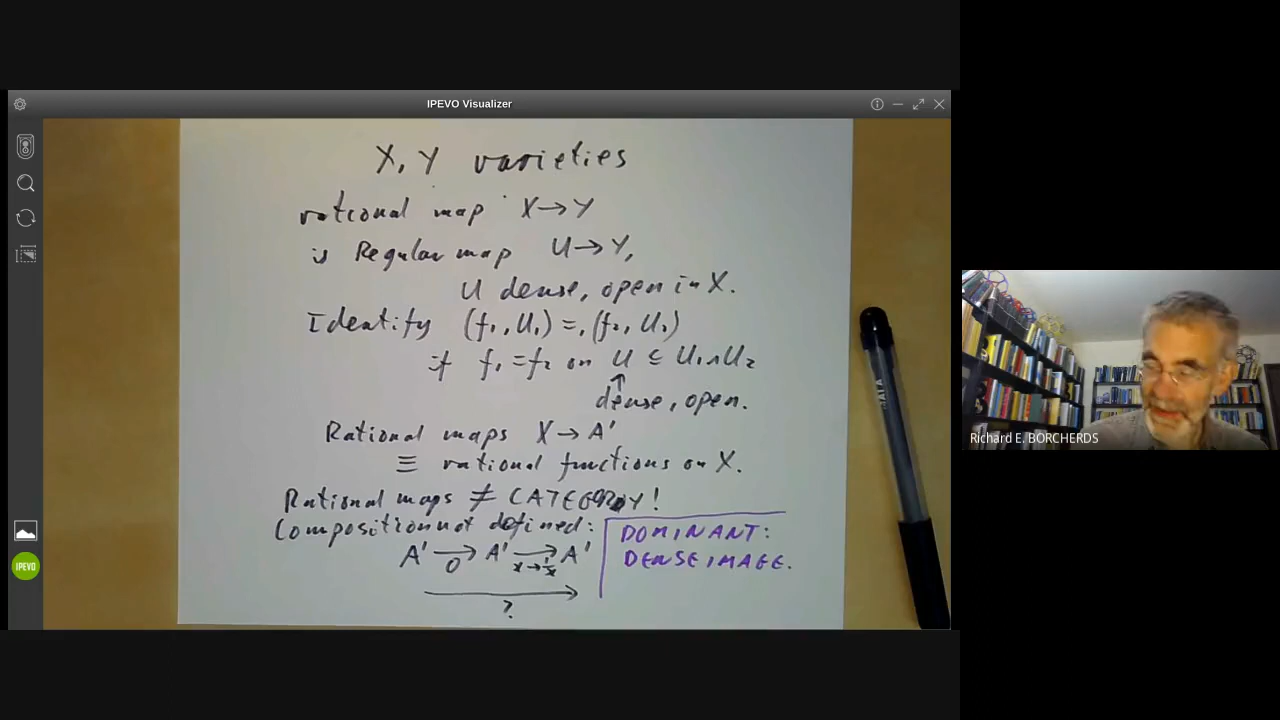 IPEVO Visualizer
X, Y varieties
rational map X → Y
is Regular map U → Y,
U dense, open in X.
Identify (f₁, U₁) =, (f₂, U₂)
if f₁ = f₂ on U ⊆ U₁∩U₂
↑
dense, open.
Rational maps X → A¹
≡ rational functions on X.
Rational maps ≠ CATEGORY!
Composition not defined:
A¹ → A¹ → A¹
0 x→1/x
→
?
DOMINANT:
DENSE IMAGE.
IPEVO
Richard E. BORCHERDS